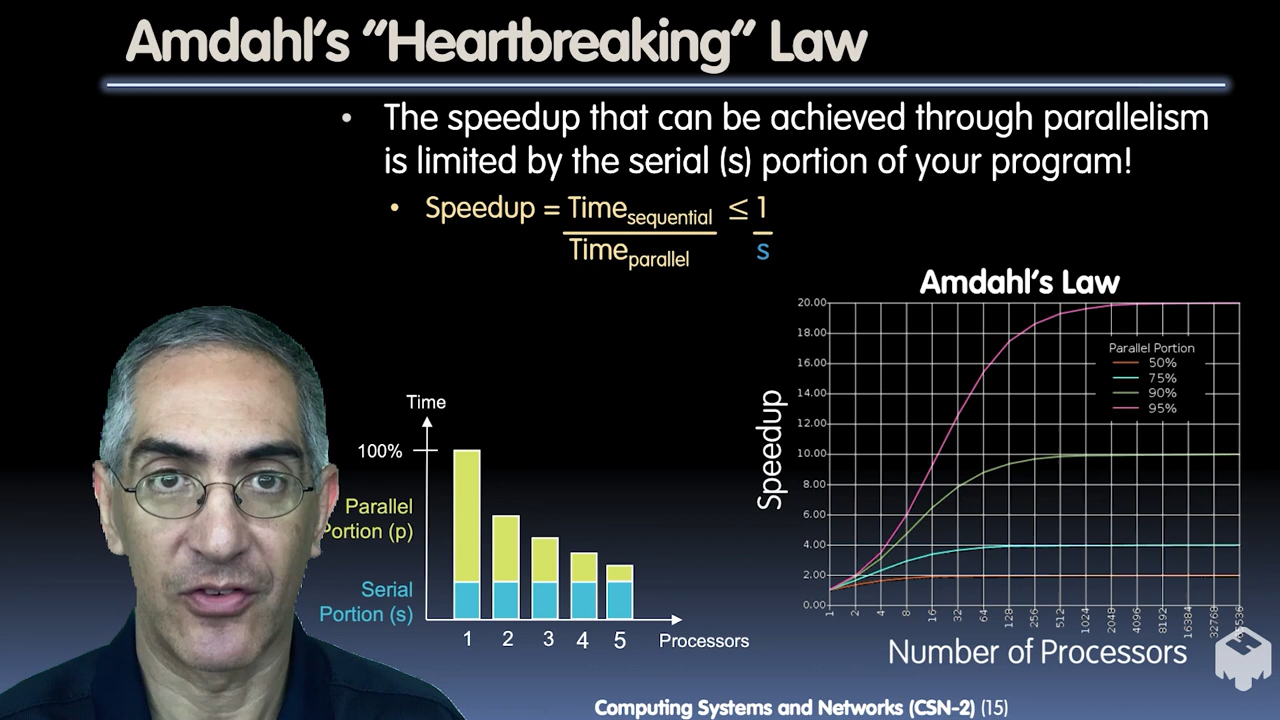 Amdahl's "Heartbreaking" Law
• The speedup that can be achieved through parallelism
is limited by the serial (s) portion of your program!
• Speedup = Timesequential ≤ 1
Timeparallel s
Time
100%
Parallel
Portion (p)
Serial
Portion (s)
1 2 3 4 5
Processors
Amdahl's Law
Speedup
20.00
18.00
16.00
14.00
12.00
10.00
8.00
6.00
4.00
2.00
0.00
Parallel Portion
50%
75%
90%
95%
1 2 4 8 16 32 64 128 256 512 1024 2048 4096 8192 16384 32768 65536
Number of Processors
Computing Systems and Networks (CSN-2) (15)